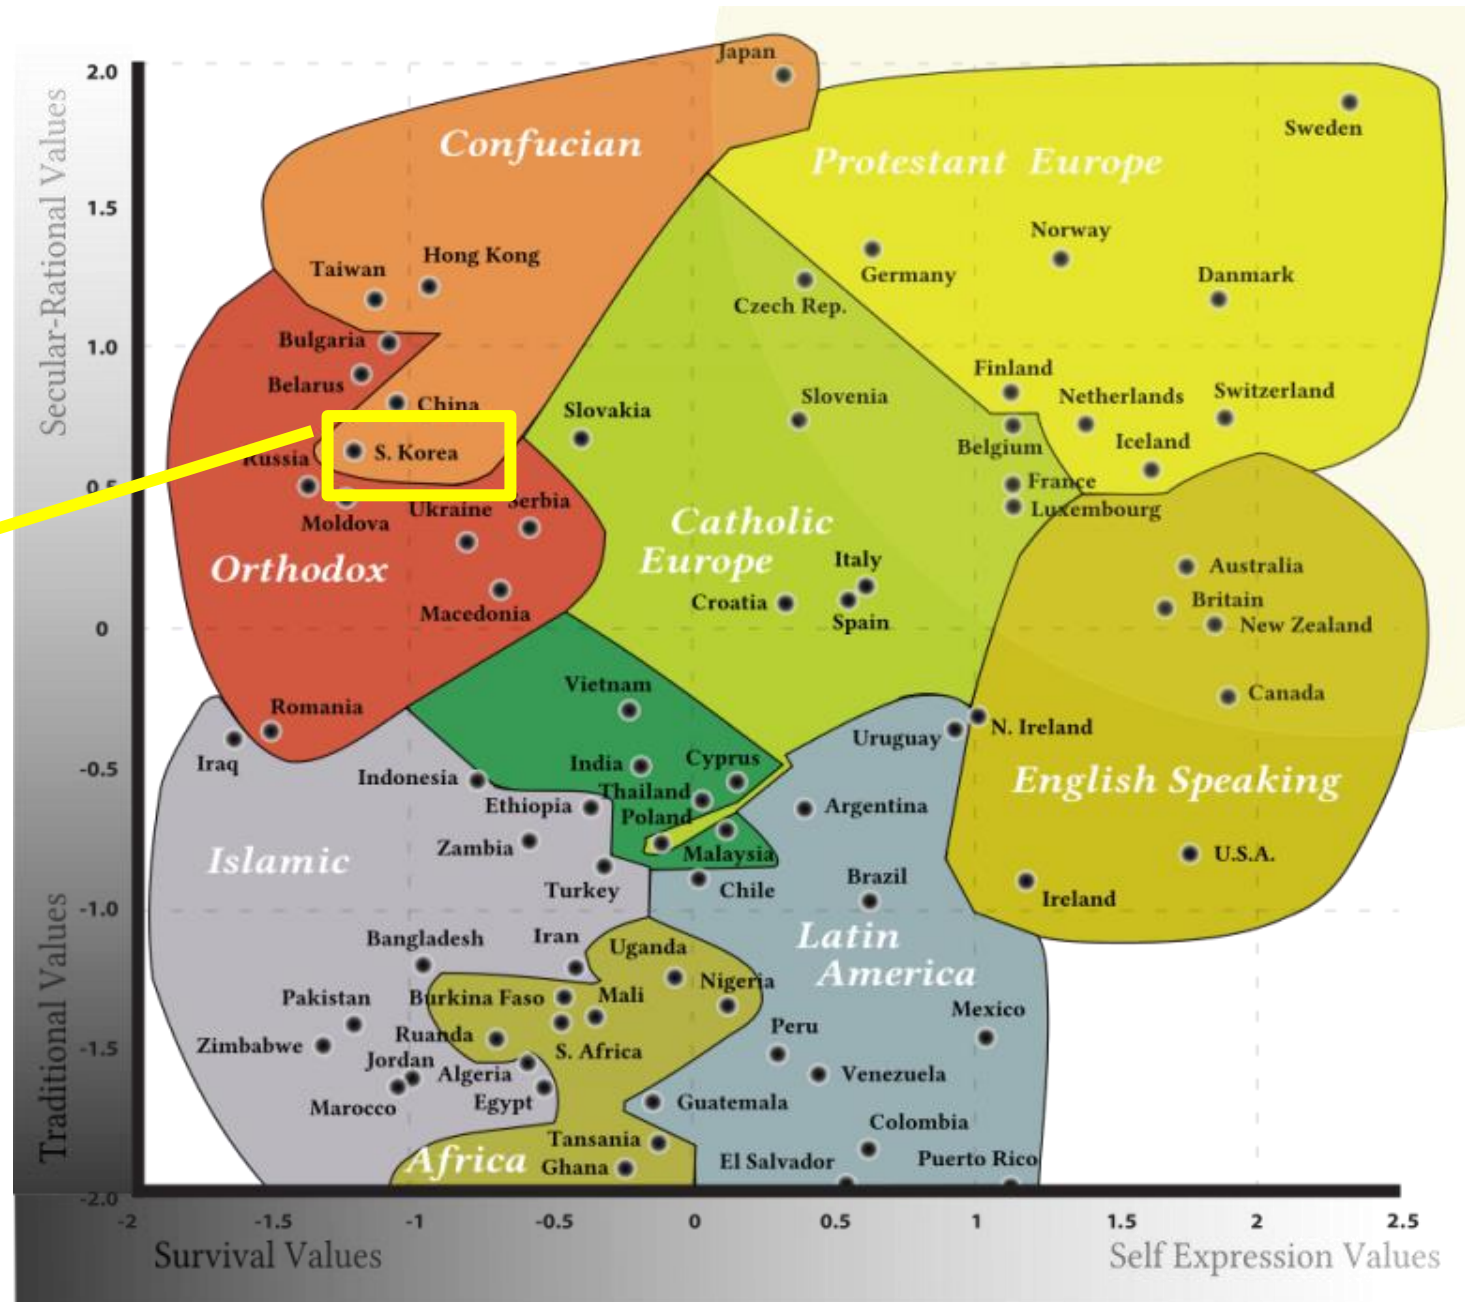 Japan
2.0
Sweden
Confucian
Protestant Europe
Secular-Rational Values
1.5
Norway
Hong Kong
Taiwan
Germany
Danmark
Czech Rep.
Bulgaria
1.0
Finland
Belarus
Netherlands
Switzerland
Slovenia
China
Slovakia
Iceland
Belgium
S. Korea
Russia
France
0.5
Serbia
Ukraine
Luxembourg
Moldova
Catholic
Europe
Italy
Australia
Orthodox
Croatia
Britain
Macedonia
Spain
New Zealand
0
Vietnam
Canada
Romania
N. Ireland
Uruguay
Cyprus
Iraq
India
-0.5
Indonesia
English Speaking
Thailand
Ethiopia
Argentina
Poland
Zambia
Malaysia
U.S.A.
Islamic
Turkey
Chile
Brazil
Ireland
-1.0
Traditional Values
Latin
America
Bangladesh
Iran
Uganda
Nigeria
Pakistan
Burkina Faso
Mali
Mexico
Peru
Ruanda
Zimbabwe
-1.5
S. Africa
Jordan
Algeria
Venezuela
Marocco
Egypt
Guatemala
Colombia
Tansania
Africa
Ghana
El Salvador
Puerto Rico
-2.0
-2
-1.5
-1
-0.5
0
0.5
1
1.5
2
2.5
Survival Values
Self Expression Values